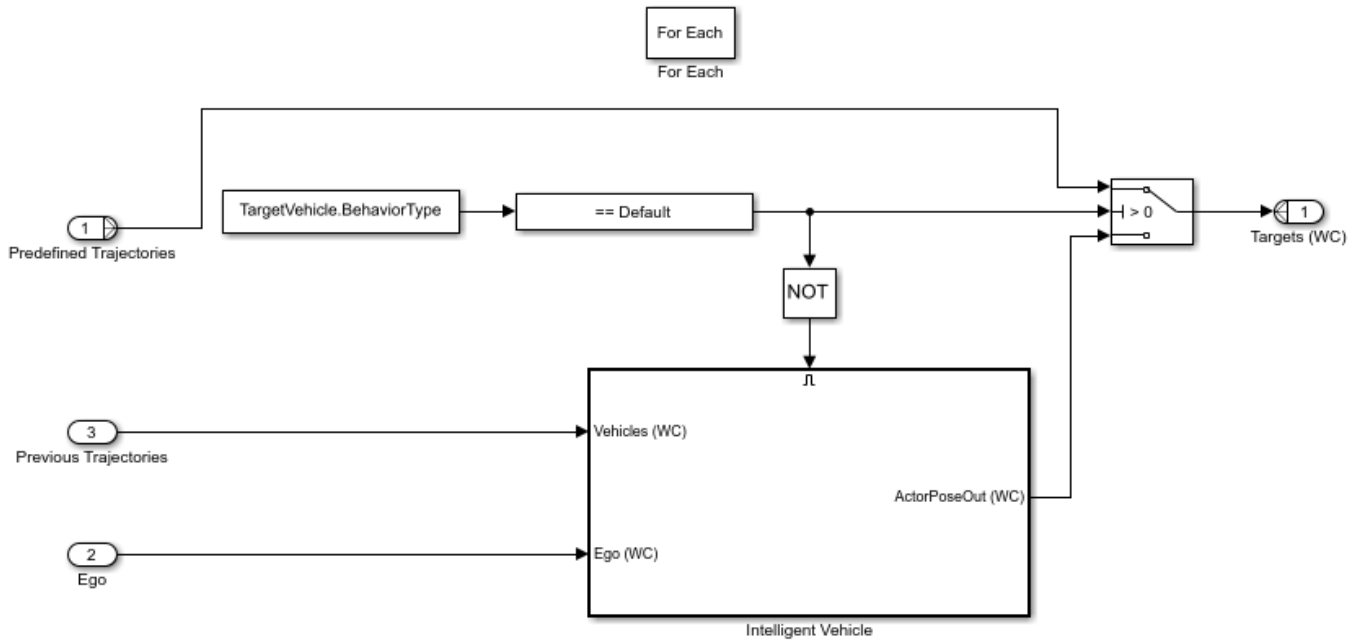 For Each
For Each
TargetVehicle.BehaviorType
== Default
> 0
1
Predefined Trajectories
1
Targets (WC)
NOT
3
Previous Trajectories
Vehicles (WC)
ActorPoseOut (WC)
2
Ego
Ego (WC)
Intelligent Vehicle